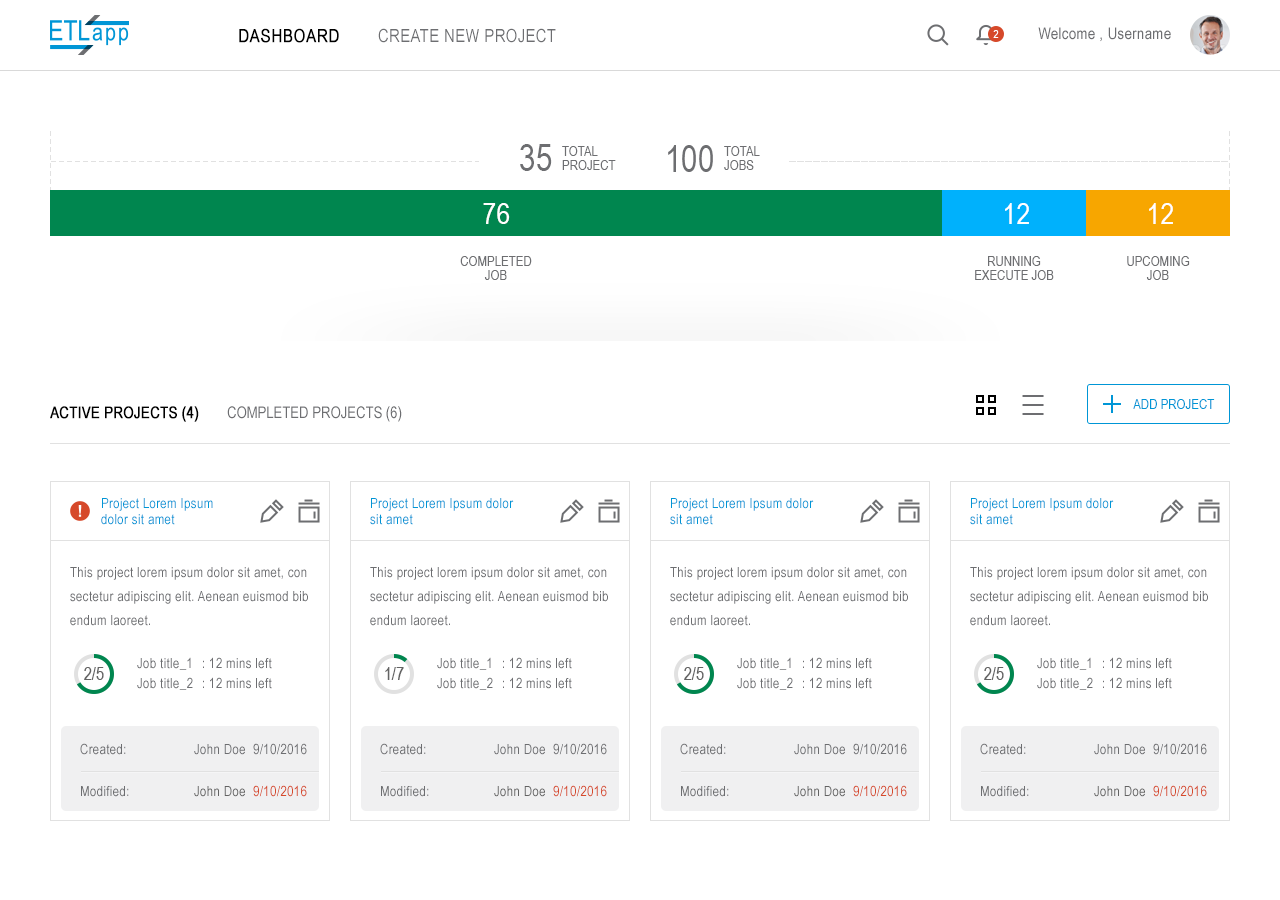 ETLapp
DASHBOARD
CREATE NEW PROJECT
2
Welcome , Username
35 TOTAL PROJECT
100 TOTAL JOBS
76
12
12
COMPLETED
JOB
RUNNING
EXECUTE JOB
UPCOMING
JOB
ACTIVE PROJECTS (4)
COMPLETED PROJECTS (6)
ADD PROJECT
!
Project Lorem Ipsum
dolor sit amet
This project lorem ipsum dolor sit amet, con
sectetur adipiscing elit. Aenean euismod bib
endum laoreet.
2/5
Job title_1 : 12 mins left
Job title_2 : 12 mins left
Created: John Doe 9/10/2016
Modified: John Doe 9/10/2016
Project Lorem Ipsum dolor
sit amet
This project lorem ipsum dolor sit amet, con
sectetur adipiscing elit. Aenean euismod bib
endum laoreet.
1/7
Job title_1 : 12 mins left
Job title_2 : 12 mins left
Created: John Doe 9/10/2016
Modified: John Doe 9/10/2016
Project Lorem Ipsum dolor
sit amet
This project lorem ipsum dolor sit amet, con
sectetur adipiscing elit. Aenean euismod bib
endum laoreet.
2/5
Job title_1 : 12 mins left
Job title_2 : 12 mins left
Created: John Doe 9/10/2016
Modified: John Doe 9/10/2016
Project Lorem Ipsum dolor
sit amet
This project lorem ipsum dolor sit amet, con
sectetur adipiscing elit. Aenean euismod bib
endum laoreet.
2/5
Job title_1 : 12 mins left
Job title_2 : 12 mins left
Created: John Doe 9/10/2016
Modified: John Doe 9/10/2016